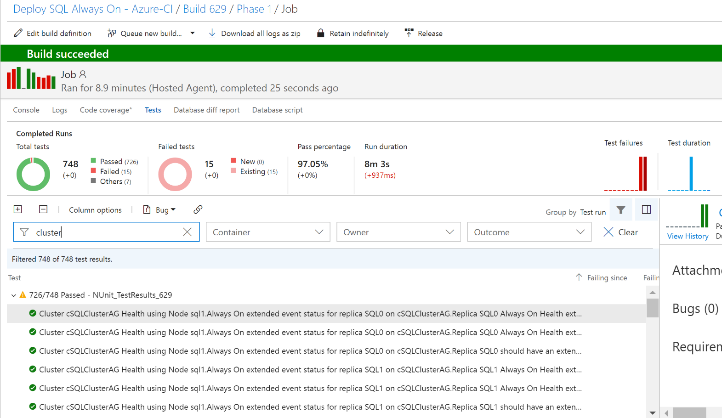 Deploy SQL Always On - Azure-CI / Build 629 / Phase 1 / Job
Edit build definition Queue new build... Download all logs as zip Retain indefinitely Release
Build succeeded
Job
Ran for 8.9 minutes (Hosted Agent), completed 25 seconds ago
Console Logs Code coverage* Tests Database diff report Database script
Completed Runs
Total tests Failed tests Pass percentage Run duration Test failures Test duration
748 (+0) Passed (726) Failed (15) Others (7)
15 (+0) New (0) Existing (15)
97.05% (+0%)
8m 3s (+937ms)
Column options Bug Group by Test run
cluster Container Owner Outcome Clear
Filtered 748 of 748 test results.
Test Failing since Failin
726/748 Passed - NUnit_TestResults_629
Cluster cSQLClusterAG Health using Node sql1.Always On extended event status for replica SQL0 on cSQLClusterAG.Replica SQL0 Always On Health ext...
Cluster cSQLClusterAG Health using Node sql1.Always On extended event status for replica SQL0 on cSQLClusterAG.Replica SQL0 Always On Health ext...
Cluster cSQLClusterAG Health using Node sql1.Always On extended event status for replica SQL0 on cSQLClusterAG.Replica SQL0 should have an exten...
Cluster cSQLClusterAG Health using Node sql1.Always On extended event status for replica SQL1 on cSQLClusterAG.Replica SQL1 Always On Health ext...
Cluster cSQLClusterAG Health using Node sql1.Always On extended event status for replica SQL1 on cSQLClusterAG.Replica SQL1 Always On Health ext...
Cluster cSQLClusterAG Health using Node sql1.Always On extended event status for replica SQL1 on cSQLClusterAG.Replica SQL1 should have an exten...
View History
Pa
D
Attachm
Bugs (0)
Requirem